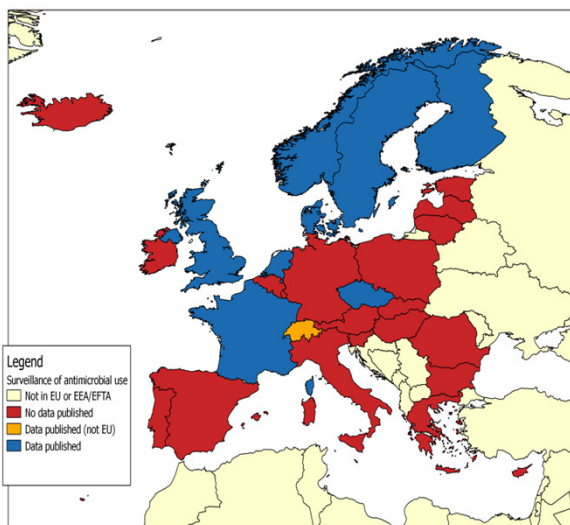 Legend
Surveillance of antimicrobial use
Not in EU or EEA/EFTA
No data published
Data published (not EU)
Data published